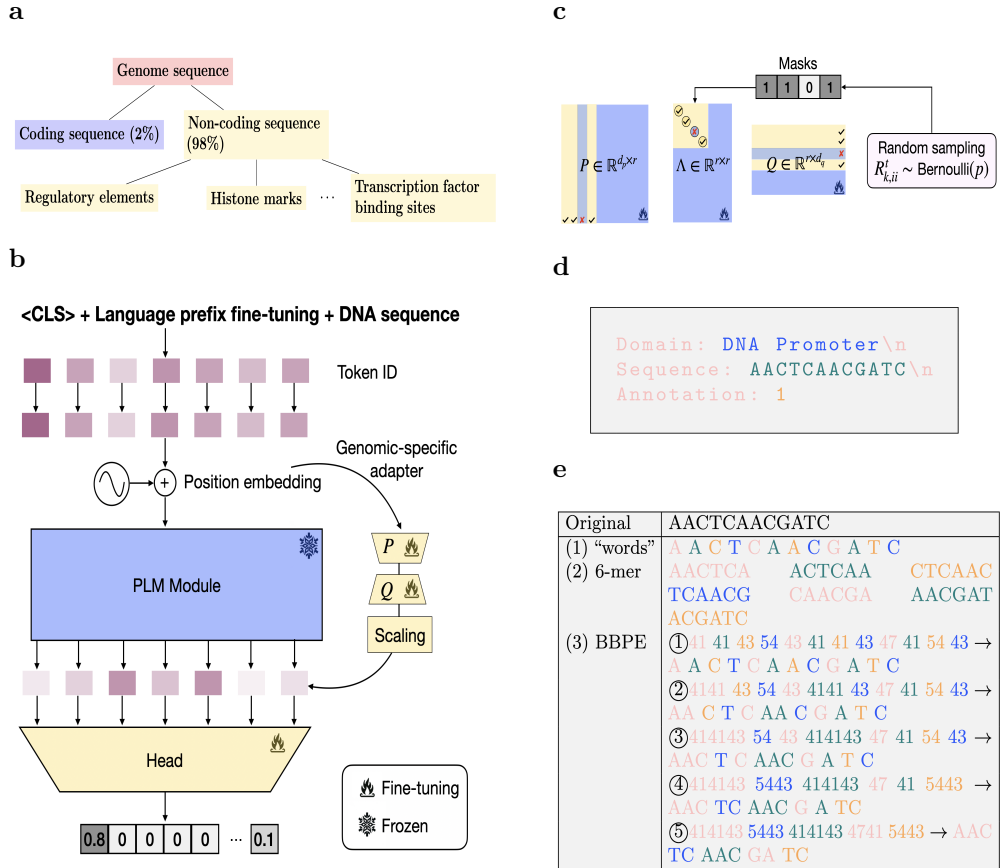 a
Genome sequence
Coding sequence (2%)
Non-coding sequence
(98%)
Regulatory elements
Histone marks
...
Transcription factor
binding sites
b
<CLS> + Language prefix fine-tuning + DNA sequence
Token ID
Genomic-specific
adapter
+
Position embedding
PLM Module
P
Q
Scaling
Head
Fine-tuning
Frozen
0.8 0 0 0 0 ... 0.1
c
Masks
1 1 0 1
P ∈ ℝ^{d_p×r}
Λ ∈ ℝ^{r×r}
Q ∈ ℝ^{r×d_q}
Random sampling
R^t_{k,ii} ∼ Bernoulli(p)
d
Domain: DNA Promoter\n
Sequence: AACTCAACGATC\n
Annotation: 1
e
Original AACTCAACGATC
(1) “words” A A C T C A A C G A T C
(2) 6-mer AACTCA ACTCAA CTCAAC
TCAACG CAACGA AACGAT
ACGATC
(3) BBPE ①41 41 43 54 43 41 41 43 47 41 54 43 →
A A C T C A A C G A T C
②4141 43 54 43 4141 43 47 41 54 43 →
AA C T C AA C G A T C
③414143 54 43 414143 47 41 54 43 →
AAC T C AAC G A T C
④414143 5443 414143 47 41 5443 →
AAC TC AAC G A TC
⑤414143 5443 414143 4741 5443 → AAC
TC AAC GA TC